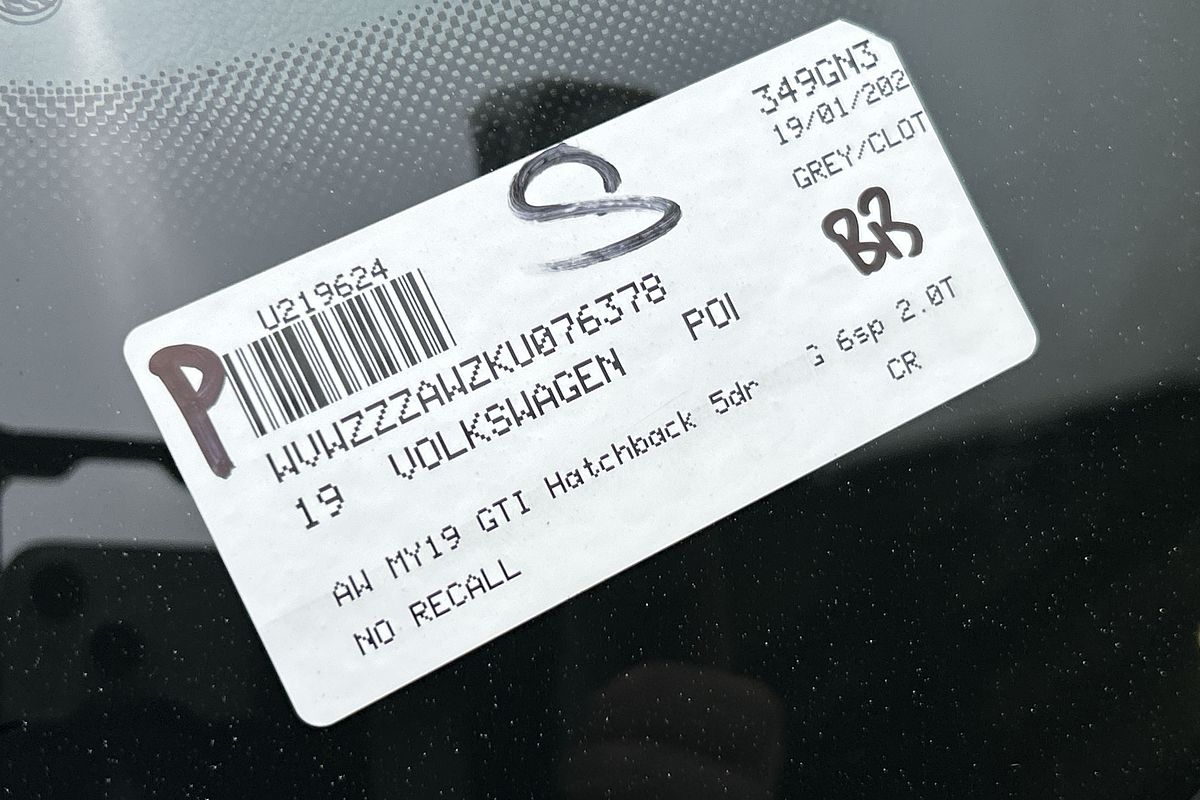 349GN3
19/01/202
GREY/CLOT
S
BB
U219624
P
WVWZZZAWZKU076378
19 VOLKSWAGEN POI
AW MY19 GTI Hatchback 5dr G 6sp 2.0T
NO RECALL CR